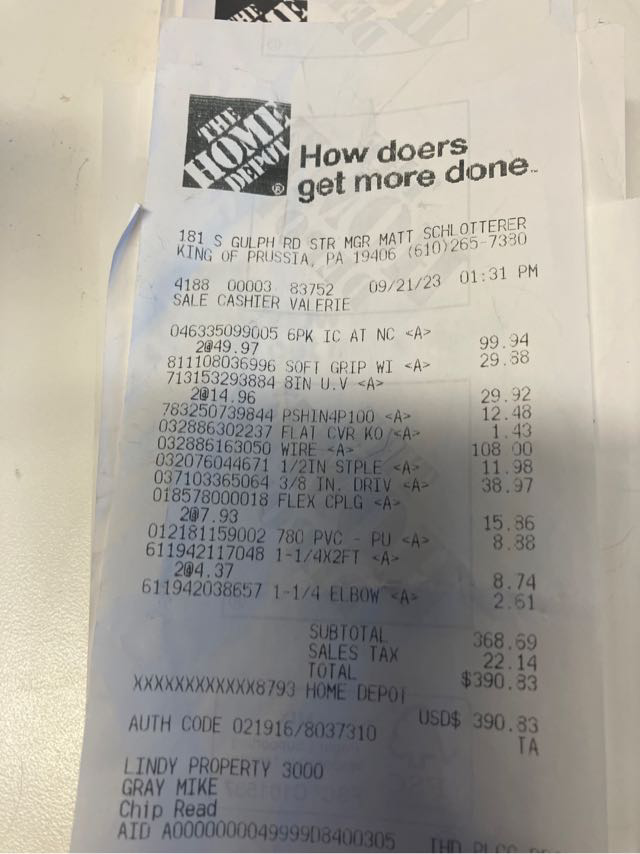 THE
HOME
DEPOT
®
How doers
get more done™
181 S GULPH RD STR MGR MATT SCHLOTTERER
KING OF PRUSSIA, PA 19406 (610)265-7330
4188 00003 83752 09/21/23 01:31 PM
SALE CASHIER VALERIE
046335099005 6PK IC AT NC <A>
2@49.97 99.94
811108036996 SOFT GRIP WI <A> 29.88
713153293884 8IN U.V <A>
2@14.96 29.92
783250739844 PSHIN4P100 <A> 12.48
032886302237 FLAT CVR KO <A> 1.43
032886163050 WIRE <A> 108.00
032076044671 1/2IN STPLE <A> 11.98
037103365064 3/8 IN. DRIV <A> 38.97
018578000018 FLEX CPLG <A>
2@7.93 15.86
012181159002 780 PVC - PU <A> 8.88
611942117048 1-1/4X2FT <A>
2@4.37 8.74
611942038657 1-1/4 ELBOW <A> 2.61
SUBTOTAL 368.69
SALES TAX 22.14
TOTAL $390.83
XXXXXXXXXXXX8793 HOME DEPOT
USD$ 390.83
AUTH CODE 021916/8037310 TA
LINDY PROPERTY 3000
GRAY MIKE
Chip Read
AID A0000000049999D8400305 THD PLCC